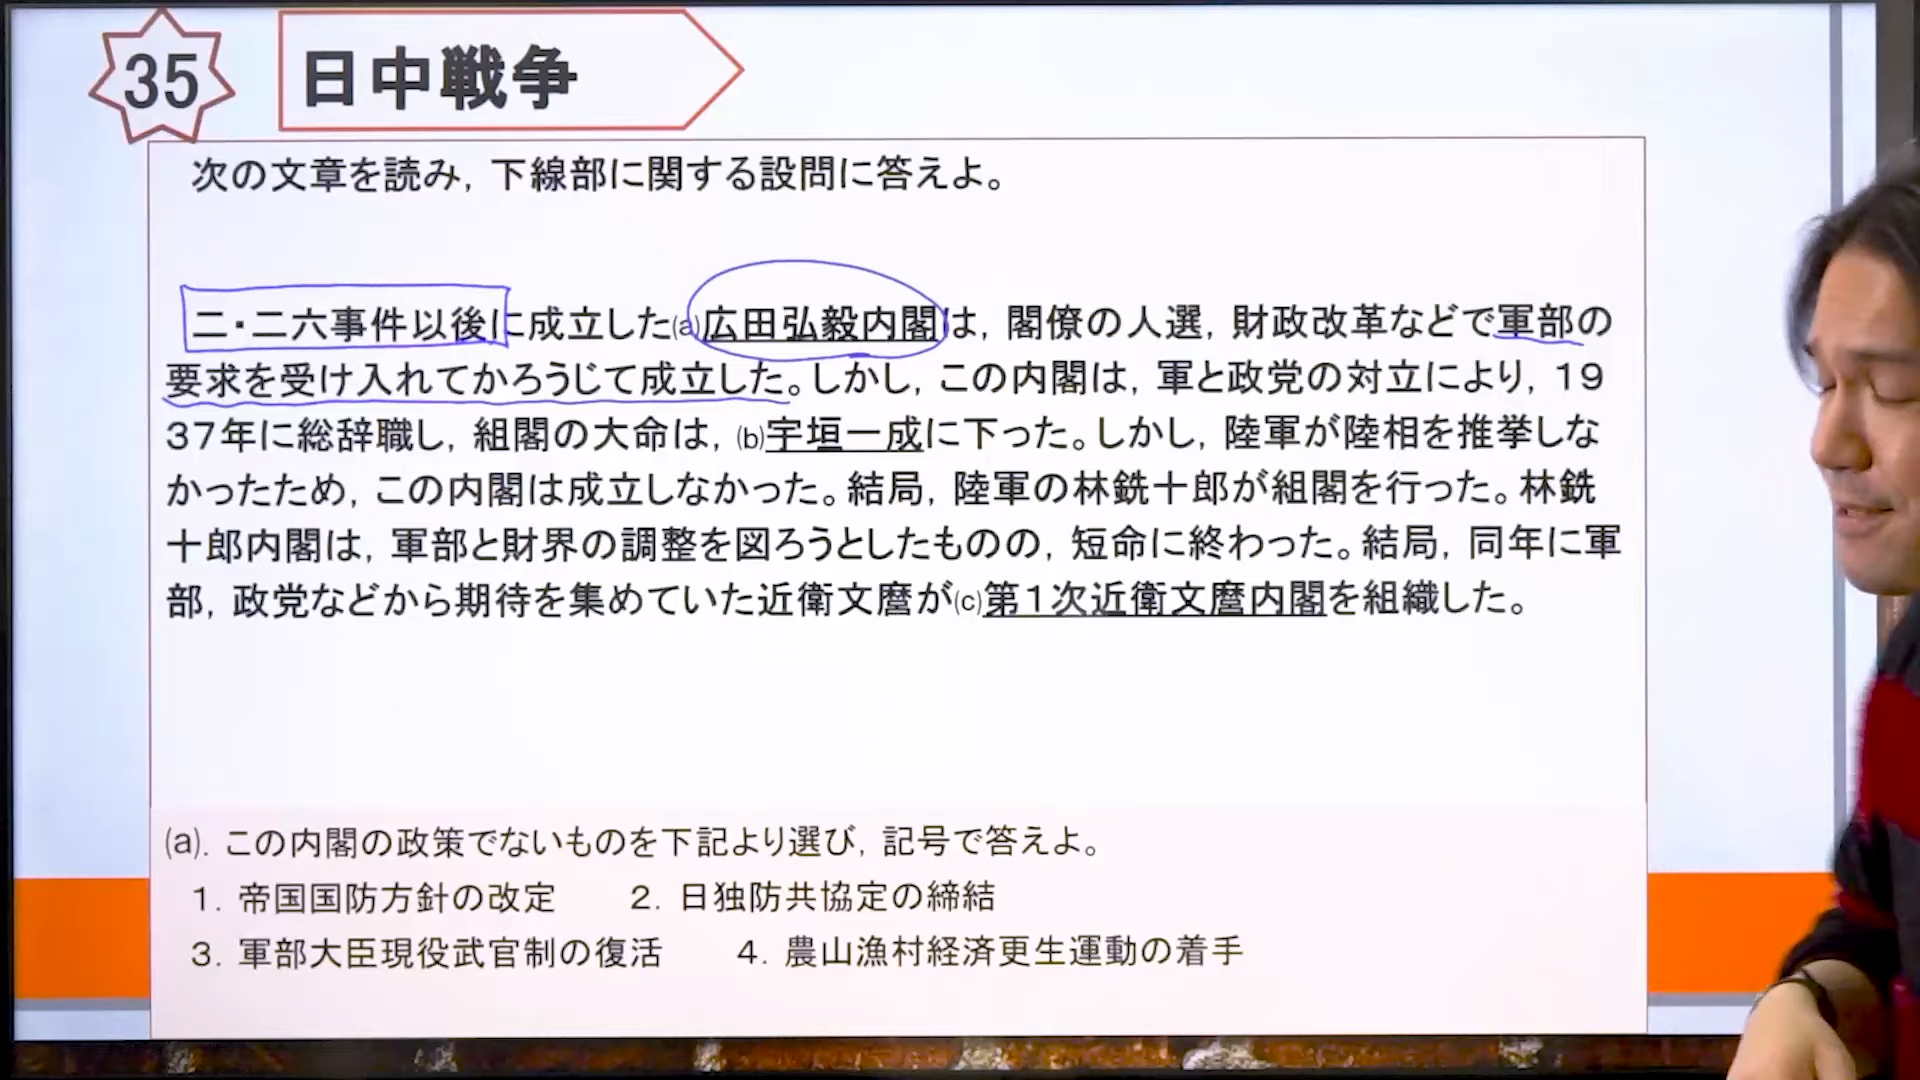 35
日中戦争
次の文章を読み，下線部に関する設問に答えよ。
二・二六事件以後に成立した(a)広田弘毅内閣は，閣僚の人選，財政改革などで軍部の
要求を受け入れてかろうじて成立した。しかし，この内閣は，軍と政党の対立により，19
37年に総辞職し，組閣の大命は，(b)宇垣一成に下った。しかし，陸軍が陸相を推挙しな
かったため，この内閣は成立しなかった。結局，陸軍の林銑十郎が組閣を行った。林銑
十郎内閣は，軍部と財界の調整を図ろうとしたものの，短命に終わった。結局，同年に軍
部，政党などから期待を集めていた近衛文麿が(c)第１次近衛文麿内閣を組織した。
(a)．この内閣の政策でないものを下記より選び，記号で答えよ。
１．帝国国防方針の改定　　２．日独防共協定の締結
３．軍部大臣現役武官制の復活　　４．農山漁村経済更生運動の着手